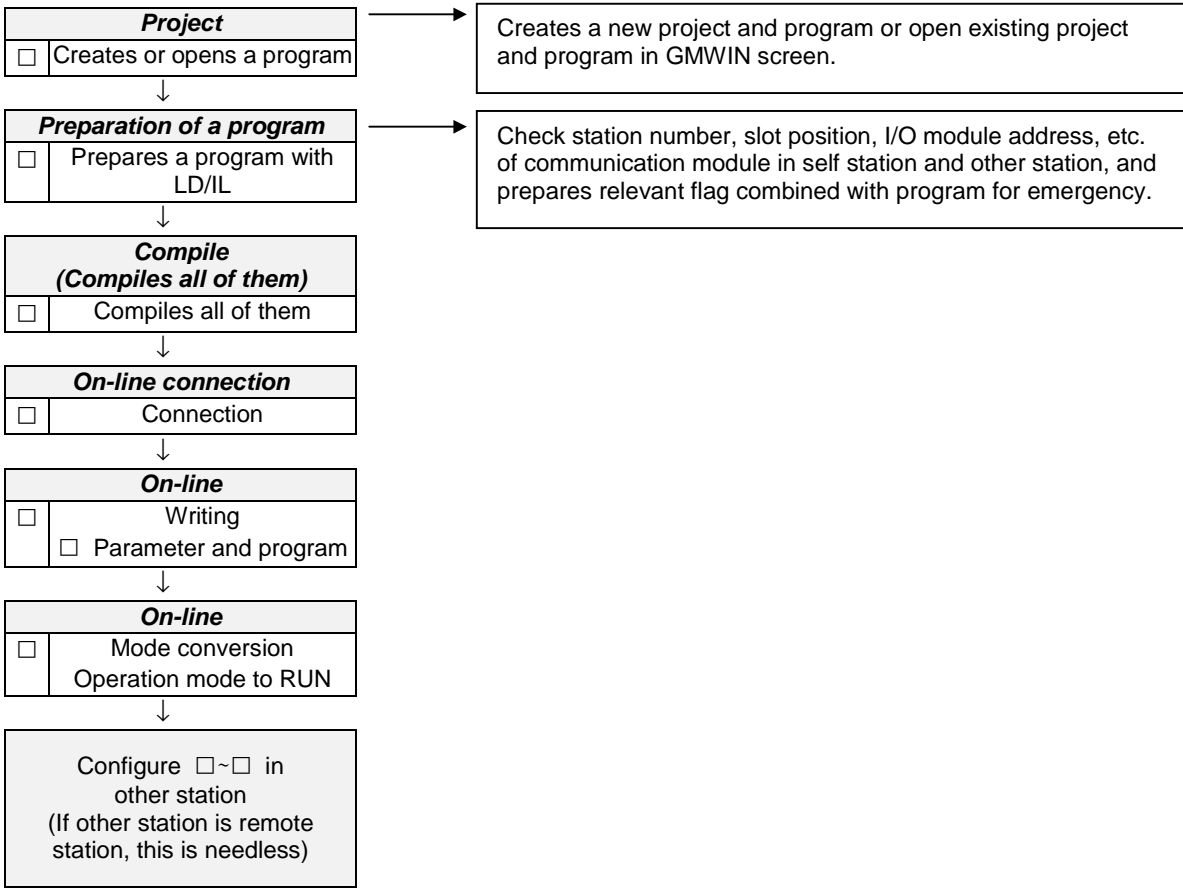 Project
□ Creates or opens a program
↓
Creates a new project and program or open existing project
and program in GMWIN screen.
Preparation of a program
□ Prepares a program with
LD/IL
↓
Check station number, slot position, I/O module address, etc.
of communication module in self station and other station, and
prepares relevant flag combined with program for emergency.
Compile
(Compiles all of them)
□ Compiles all of them
↓
On-line connection
□ Connection
↓
On-line
□ Writing
□ Parameter and program
↓
On-line
□ Mode conversion
Operation mode to RUN
↓
Configure □~□ in
other station
(If other station is remote
station, this is needless)